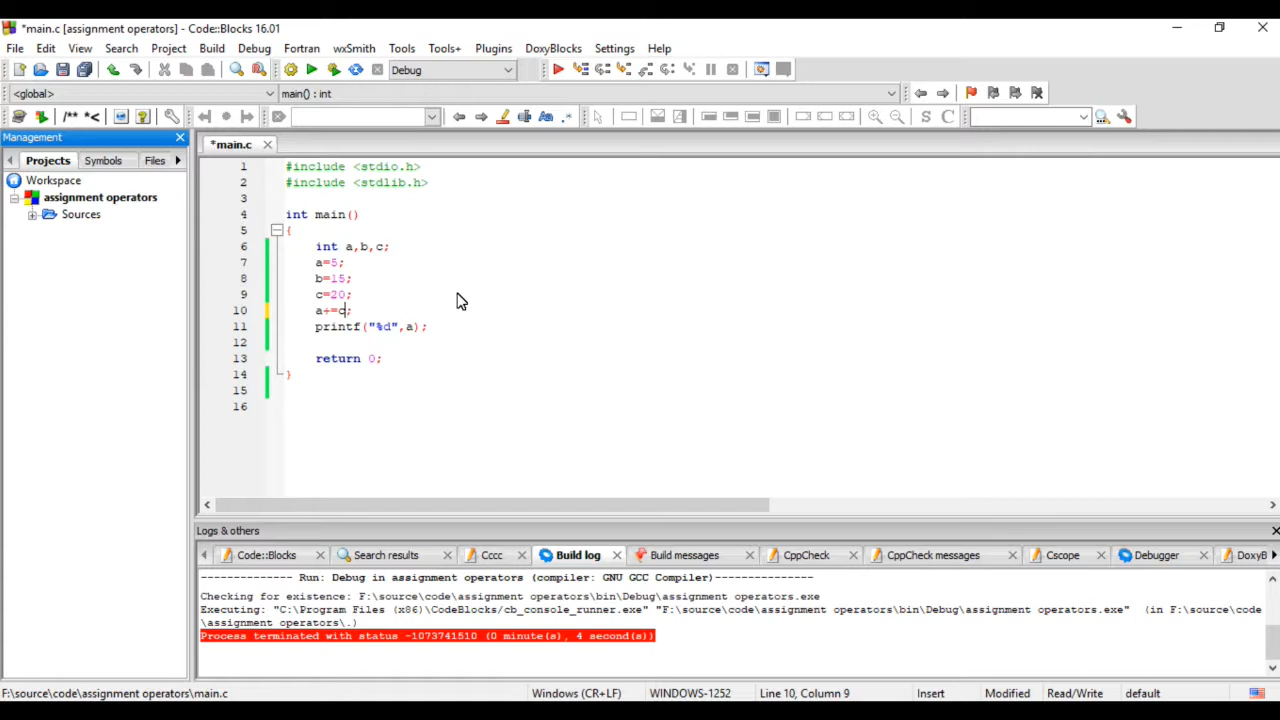 *main.c [assignment operators] - Code::Blocks 16.01
File Edit View Search Project Build Debug Fortran wxSmith Tools Tools+ Plugins DoxyBlocks Settings Help
Debug
<global> main() : int
/** *<
S C
Management
Projects Symbols Files
*main.c
Workspace
assignment operators
Sources
1 #include <stdio.h>
2 #include <stdlib.h>
3
4 int main()
5 {
6 int a,b,c;
7 a=5;
8 b=15;
9 c=20;
10 a+=c;
11 printf("%d",a);
12
13 return 0;
14 }
15
16
Logs & others
Code::Blocks Search results Cccc Build log Build messages CppCheck CppCheck messages Cscope Debugger DoxyB
-------------- Run: Debug in assignment operators (compiler: GNU GCC Compiler)---------------
Checking for existence: F:\source\code\assignment operators\bin\Debug\assignment operators.exe
Executing: "C:\Program Files (x86)\CodeBlocks/cb_console_runner.exe" "F:\source\code\assignment operators\bin\Debug\assignment operators.exe" (in F:\source\code
\assignment operators\.)
Process terminated with status -1073741510 (0 minute(s), 4 second(s))
F:\source\code\assignment operators\main.c Windows (CR+LF) WINDOWS-1252 Line 10, Column 9 Insert Modified Read/Write default